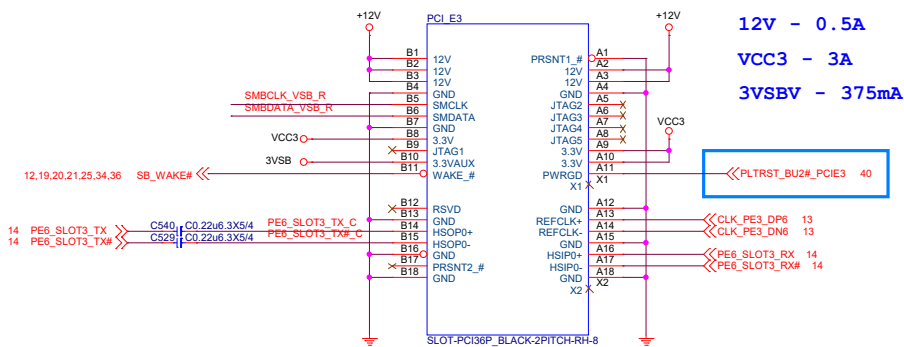 +12V
PCI_E3
+12V
12V - 0.5A
VCC3 - 3A
3VSBV - 375mA
B1 12V PRSNT1_# A1
B2 12V 12V A2
B3 12V 12V A3
B4 GND GND A4
SMBCLK_VSB_R B5 SMCLK JTAG2 A5
SMBDATA_VSB_R B6 SMDATA JTAG3 A6
B7 GND JTAG4 A7
VCC3 B8 3.3V JTAG5 A8 VCC3
B9 JTAG1 3.3V A9
3VSB B10 3.3VAUX 3.3V A10
12,19,20,21,25,34,36 SB_WAKE# B11 WAKE_# PWRGD A11 PLTRST_BU2#_PCIE3 40
X1 X1
B12 RSVD GND A12
B13 GND REFCLK+ A13 CLK_PE3_DP6 13
14 PE6_SLOT3_TX C540 C0.22u6.3X5/4 PE6_SLOT3_TX_C B14 HSOP0+ REFCLK- A14 CLK_PE3_DN6 13
14 PE6_SLOT3_TX# C529 C0.22u6.3X5/4 PE6_SLOT3_TX#_C B15 HSOP0- GND A15
B16 GND HSIP0+ A16 PE6_SLOT3_RX 14
B17 PRSNT2_# HSIP0- A17 PE6_SLOT3_RX# 14
B18 GND GND A18
X2 X2
SLOT-PCI36P_BLACK-2PITCH-RH-8